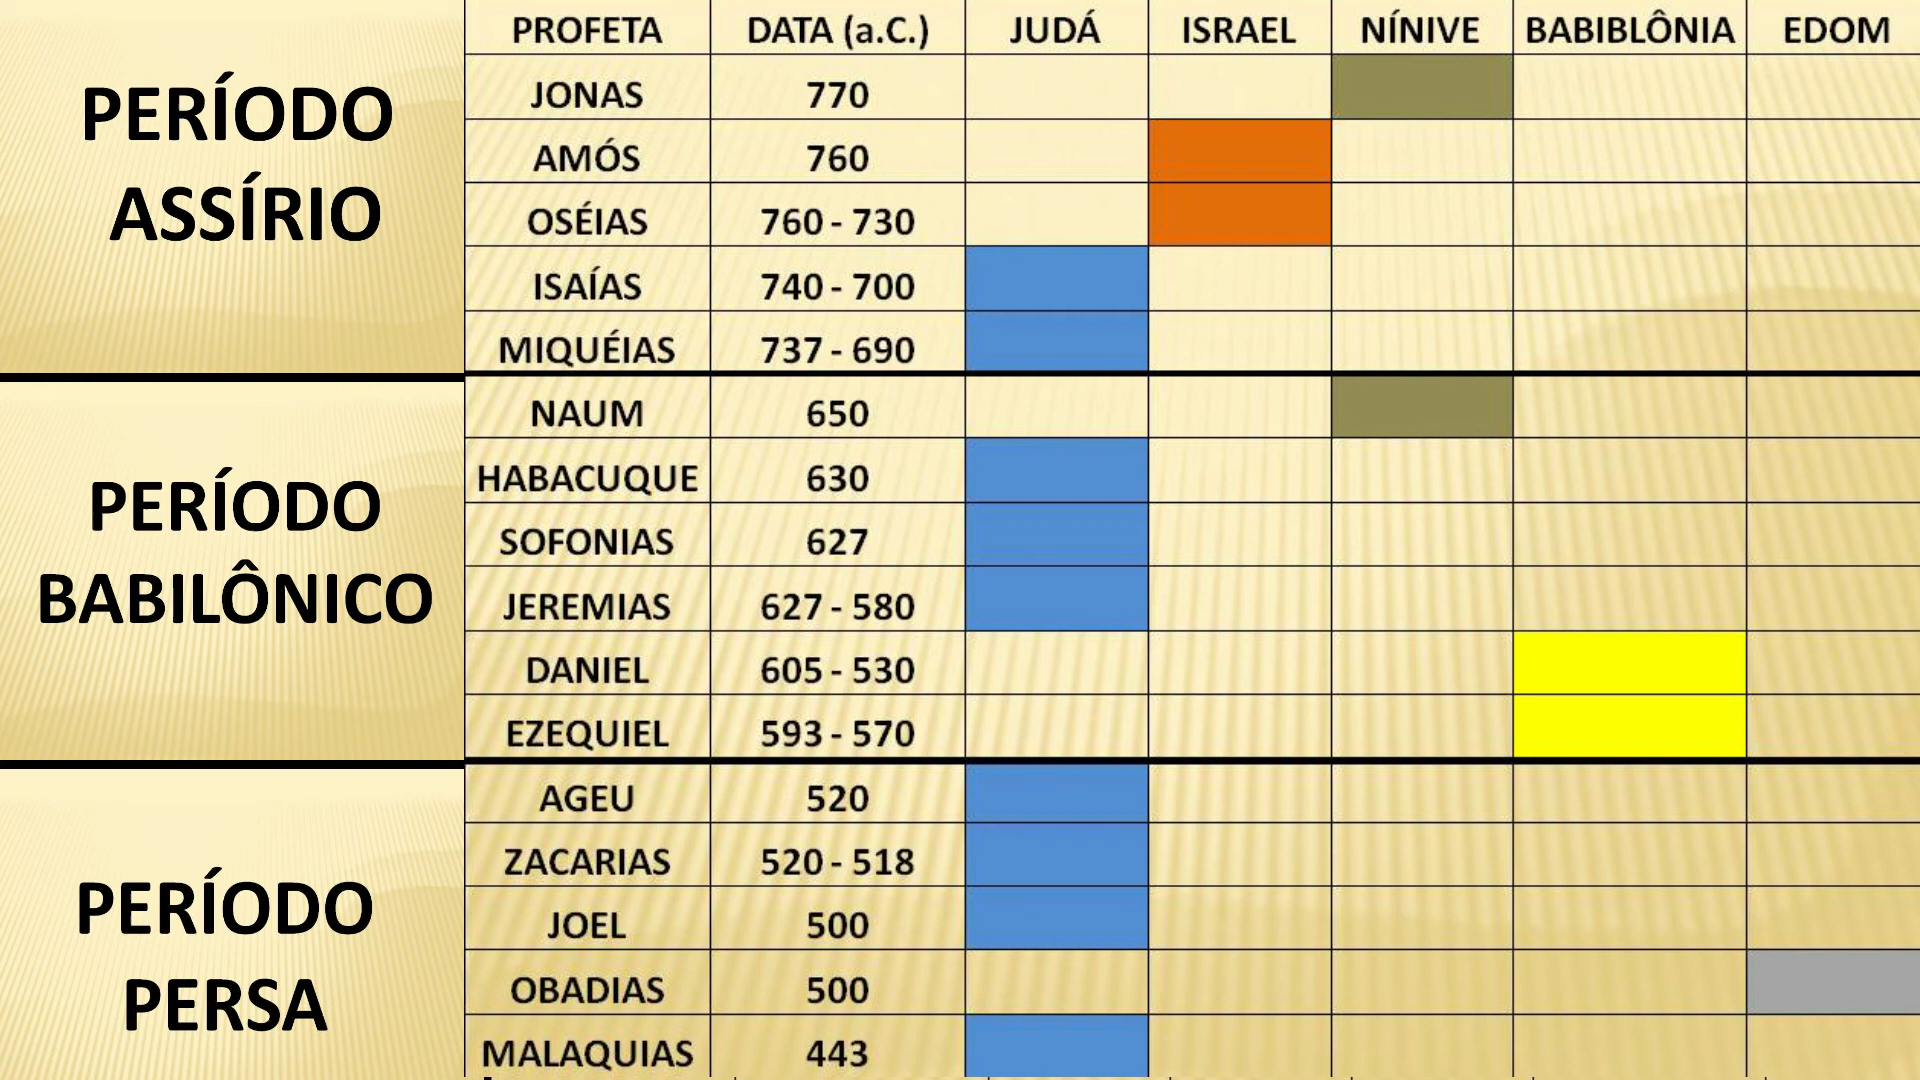 PROFETA DATA (a.C.) JUDÁ ISRAEL NÍNIVE BABIBLÔNIA EDOM
PERÍODO
ASSÍRIO
JONAS 770
AMÓS 760
OSÉIAS 760 - 730
ISAÍAS 740 - 700
MIQUÉIAS 737 - 690
PERÍODO
BABILÔNICO
NAUM 650
HABACUQUE 630
SOFONIAS 627
JEREMIAS 627 - 580
DANIEL 605 - 530
EZEQUIEL 593 - 570
PERÍODO
PERSA
AGEU 520
ZACARIAS 520 - 518
JOEL 500
OBADIAS 500
MALAQUIAS 443